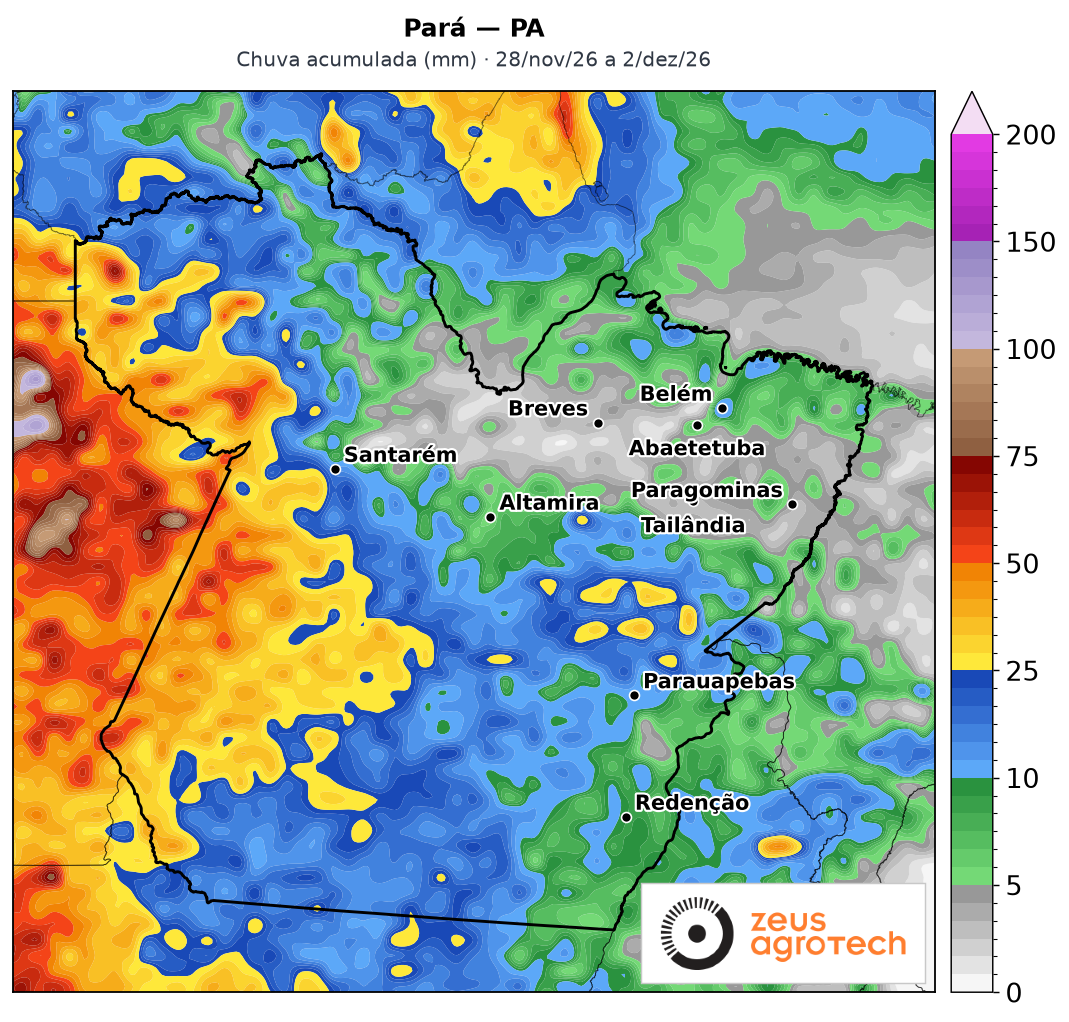 Pará — PA
Chuva acumulada (mm) · 28/nov/26 a 2/dez/26
200
150
100
75
50
25
10
5
0
Belém
Breves
Abaetetuba
Santarém
Paragominas
Altamira
Tailândia
Parauapebas
Redenção
zeus
agrotech